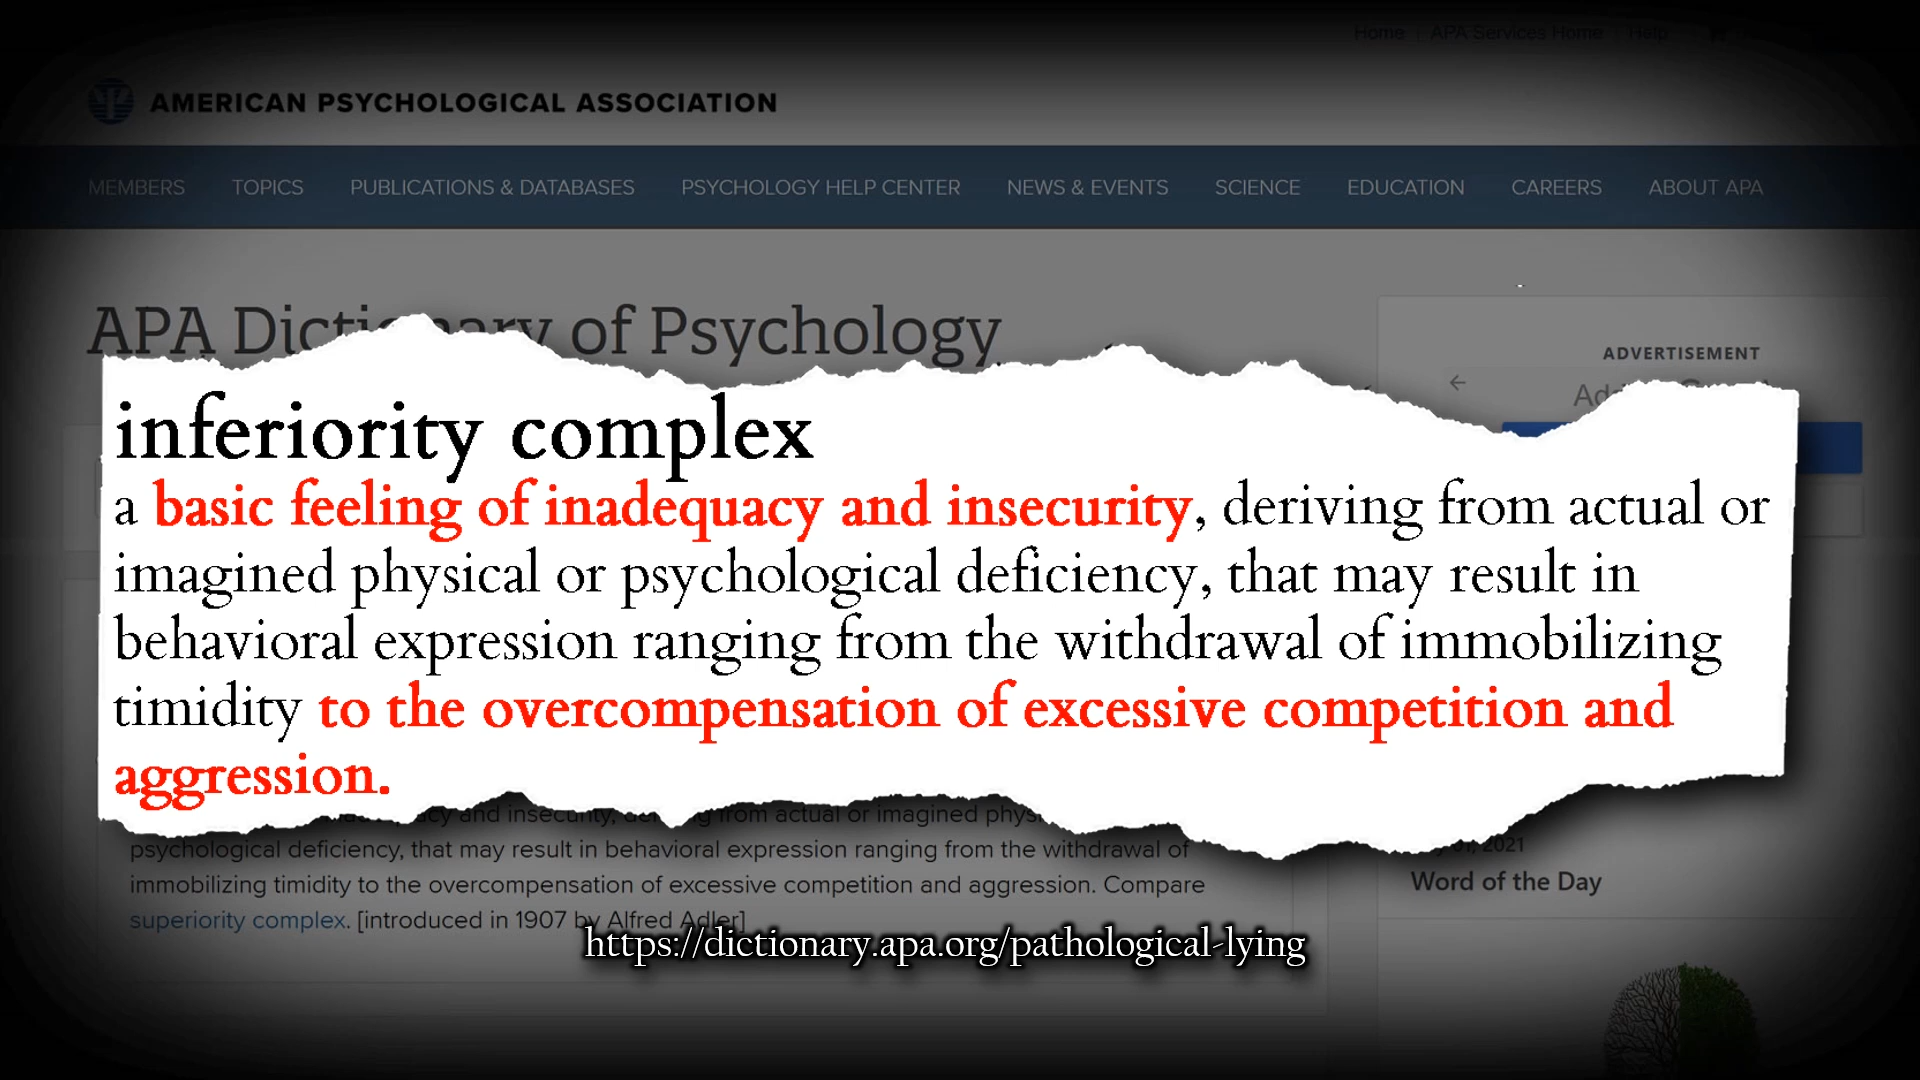 Home APA Services Home Help
AMERICAN PSYCHOLOGICAL ASSOCIATION
MEMBERS TOPICS PUBLICATIONS & DATABASES PSYCHOLOGY HELP CENTER NEWS & EVENTS SCIENCE EDUCATION CAREERS ABOUT APA
APA Dictionary of Psychology
ADVERTISEMENT
inferiority complex
a basic feeling of inadequacy and insecurity, deriving from actual or
imagined physical or psychological deficiency, that may result in
behavioral expression ranging from the withdrawal of immobilizing
timidity to the overcompensation of excessive competition and
aggression.
and insecurity, from actual or imagined
psychological deficiency, that may result in behavioral expression ranging from the withdrawal of
immobilizing timidity to the overcompensation of excessive competition and aggression. Compare
superiority complex. [introduced in 1907 by Alfred Adler]
2021
Word of the Day
https://dictionary.apa.org/pathological-lying